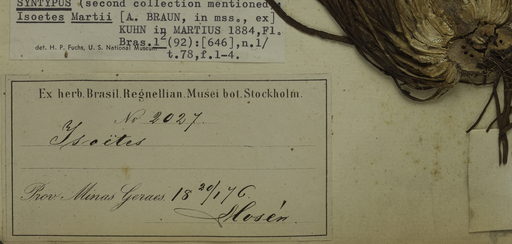 SYNTYPUS (second collection mentioned):
Isoetes Martii [A. BRAUN, in mss., ex]
KUHN in MARTIUS 1884,Fl.
Bras.1²(92):[646],n.1/
t.78,f.1-4.
det. H. P. Fuchs, U. S. National Museum
Ex herb. Brasil. Regnellian. Musei bot. Stockholm.
No 2027.
Isoëtes
Prov. Minas Geraes. 18 20/1 76.
Mosén.